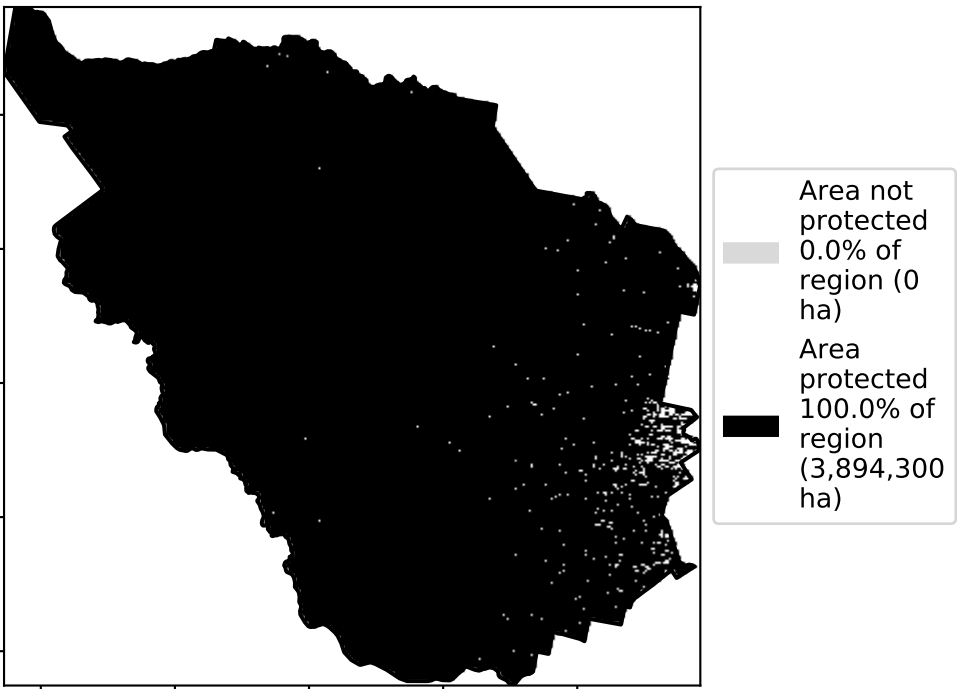 Area not
protected
0.0% of
region (0
ha)
Area
protected
100.0% of
region
(3,894,300
ha)